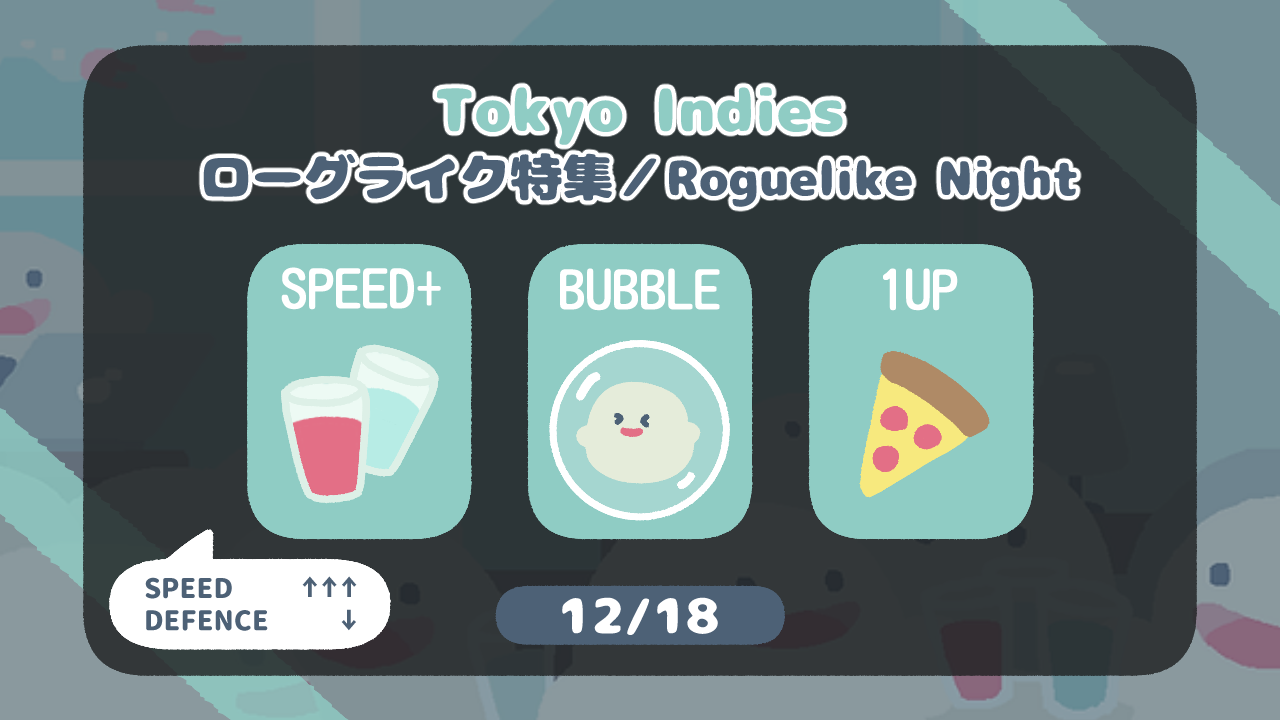 Tokyo Indies
ローグライク特集／Roguelike Night
SPEED+
BUBBLE
1UP
SPEED ↑↑↑
DEFENCE ↓
12/18